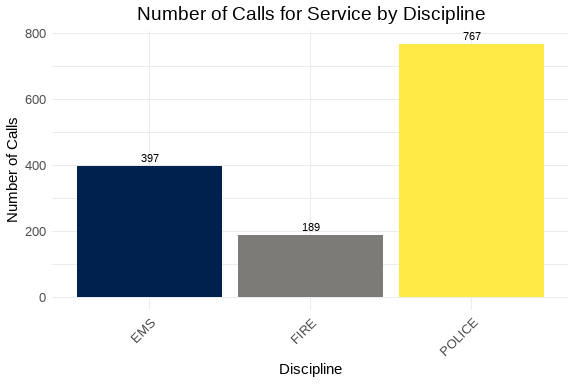 Number of Calls for Service by Discipline
Number of Calls
800
600
400
200
0
397
189
767
EMS
FIRE
POLICE
Discipline